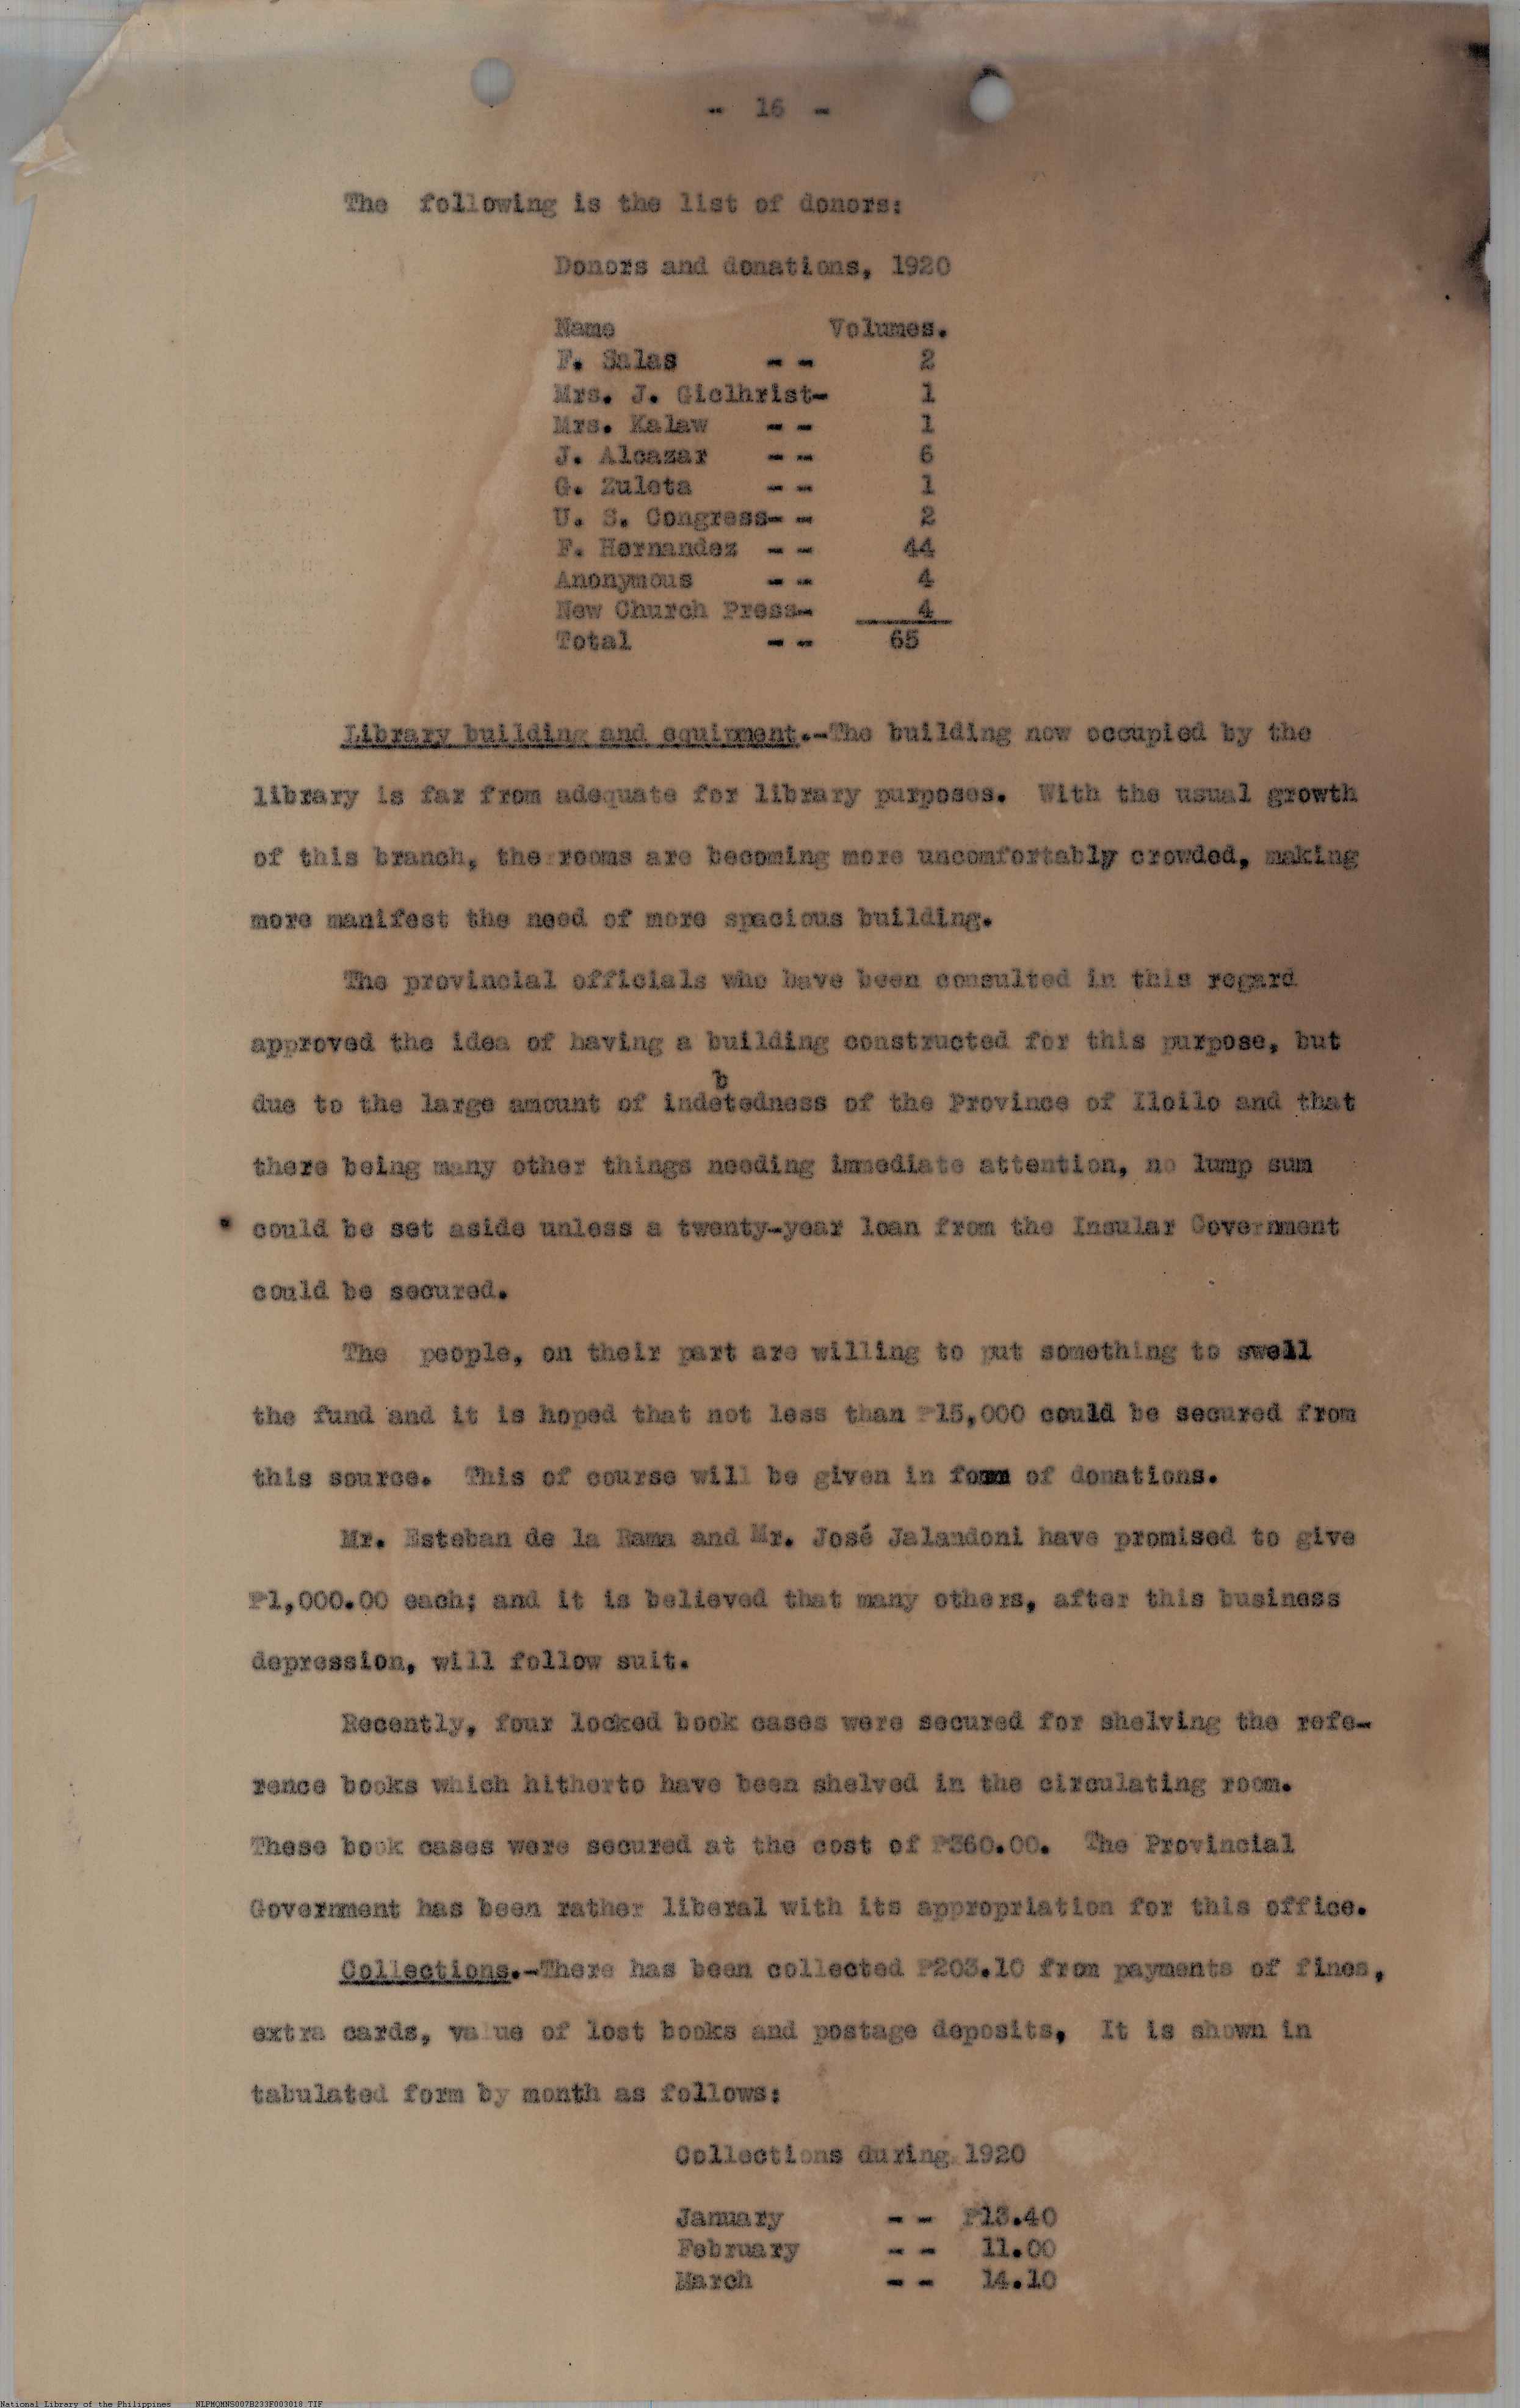 - 16 -
The following is the list of donors:
Donors and donations, 1920
Name Volumes.
F. Salas - - 2
Mrs. J. Giclhrist- 1
Mrs. Kalaw - - 1
J. Alcazar - - 6
G. Zuleta - - 1
U. S. Congress- - 2
F. Hernandez - - 44
Anonymous - - 4
New Church Press- 4
Total - - 65
Library building and equipment.-The building now occupied by the
library is far from adequate for library purposes. With the usual growth
of this branch, the rooms are becoming more uncomfortably crowded, making
more manifest the need of more spacious building.
The provincial officials who have been consulted in this regard
approved the idea of having a building constructed for this purpose, but
due to the large amount of indebtedness of the Province of Iloilo and that
there being many other things needing immediate attention, no lump sum
could be set aside unless a twenty-year loan from the Insular Government
could be secured.
The people, on their part are willing to put something to swell
the fund and it is hoped that not less than ₱15,000 could be secured from
this source. This of course will be given in form of donations.
Mr. Esteban de la Rama and Mr. José Jalandoni have promised to give
₱1,000.00 each; and it is believed that many others, after this business
depression, will follow suit.
Recently, four locked book cases were secured for shelving the refe-
rence books which hitherto have been shelved in the circulating room.
These book cases were secured at the cost of ₱360.00. The Provincial
Government has been rather liberal with its appropriation for this office.
Collections.-There has been collected ₱203.10 from payments of fines,
extra cards, value of lost books and postage deposits, It is shown in
tabulated form by month as follows:
Collections during 1920
January - - ₱13.40
February - - 11.00
March - - 14.10
National Library of the Philippines NLPMQMNS007B233F003018.TIF